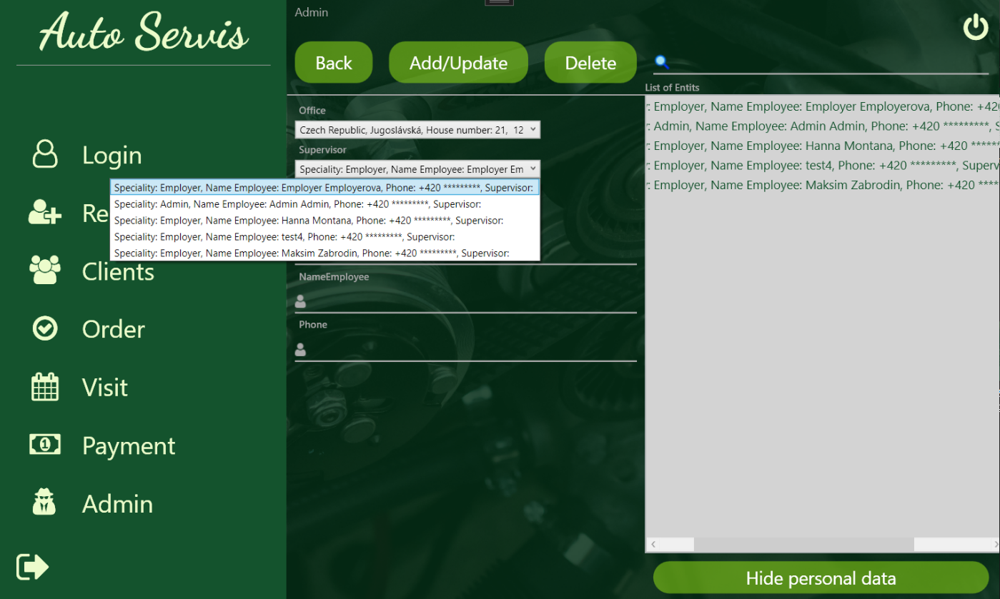 Auto Servis
Login
Re
Clients
Order
Visit
Payment
Admin
Admin
Back
Add/Update
Delete
Office
Czech Republic, Jugoslávská, House number: 21, 12
Supervisor
Speciality: Employer, Name Employee: Employer Em
Speciality: Employer, Name Employee: Employer Employerova, Phone: +420 *********, Supervisor:
Speciality: Admin, Name Employee: Admin Admin, Phone: +420 *********, Supervisor:
Speciality: Employer, Name Employee: Hanna Montana, Phone: +420 *********, Supervisor:
Speciality: Employer, Name Employee: test4, Phone: +420 *********, Supervisor:
Speciality: Employer, Name Employee: Maksim Zabrodin, Phone: +420 *********, Supervisor:
NameEmployee
Phone
List of Entits
: Employer, Name Employee: Employer Employerova, Phone: +420
: Admin, Name Employee: Admin Admin, Phone: +420 *********, S
: Employer, Name Employee: Hanna Montana, Phone: +420 *****
: Employer, Name Employee: test4, Phone: +420 *********, Superv
: Employer, Name Employee: Maksim Zabrodin, Phone: +420 ****
Hide personal data